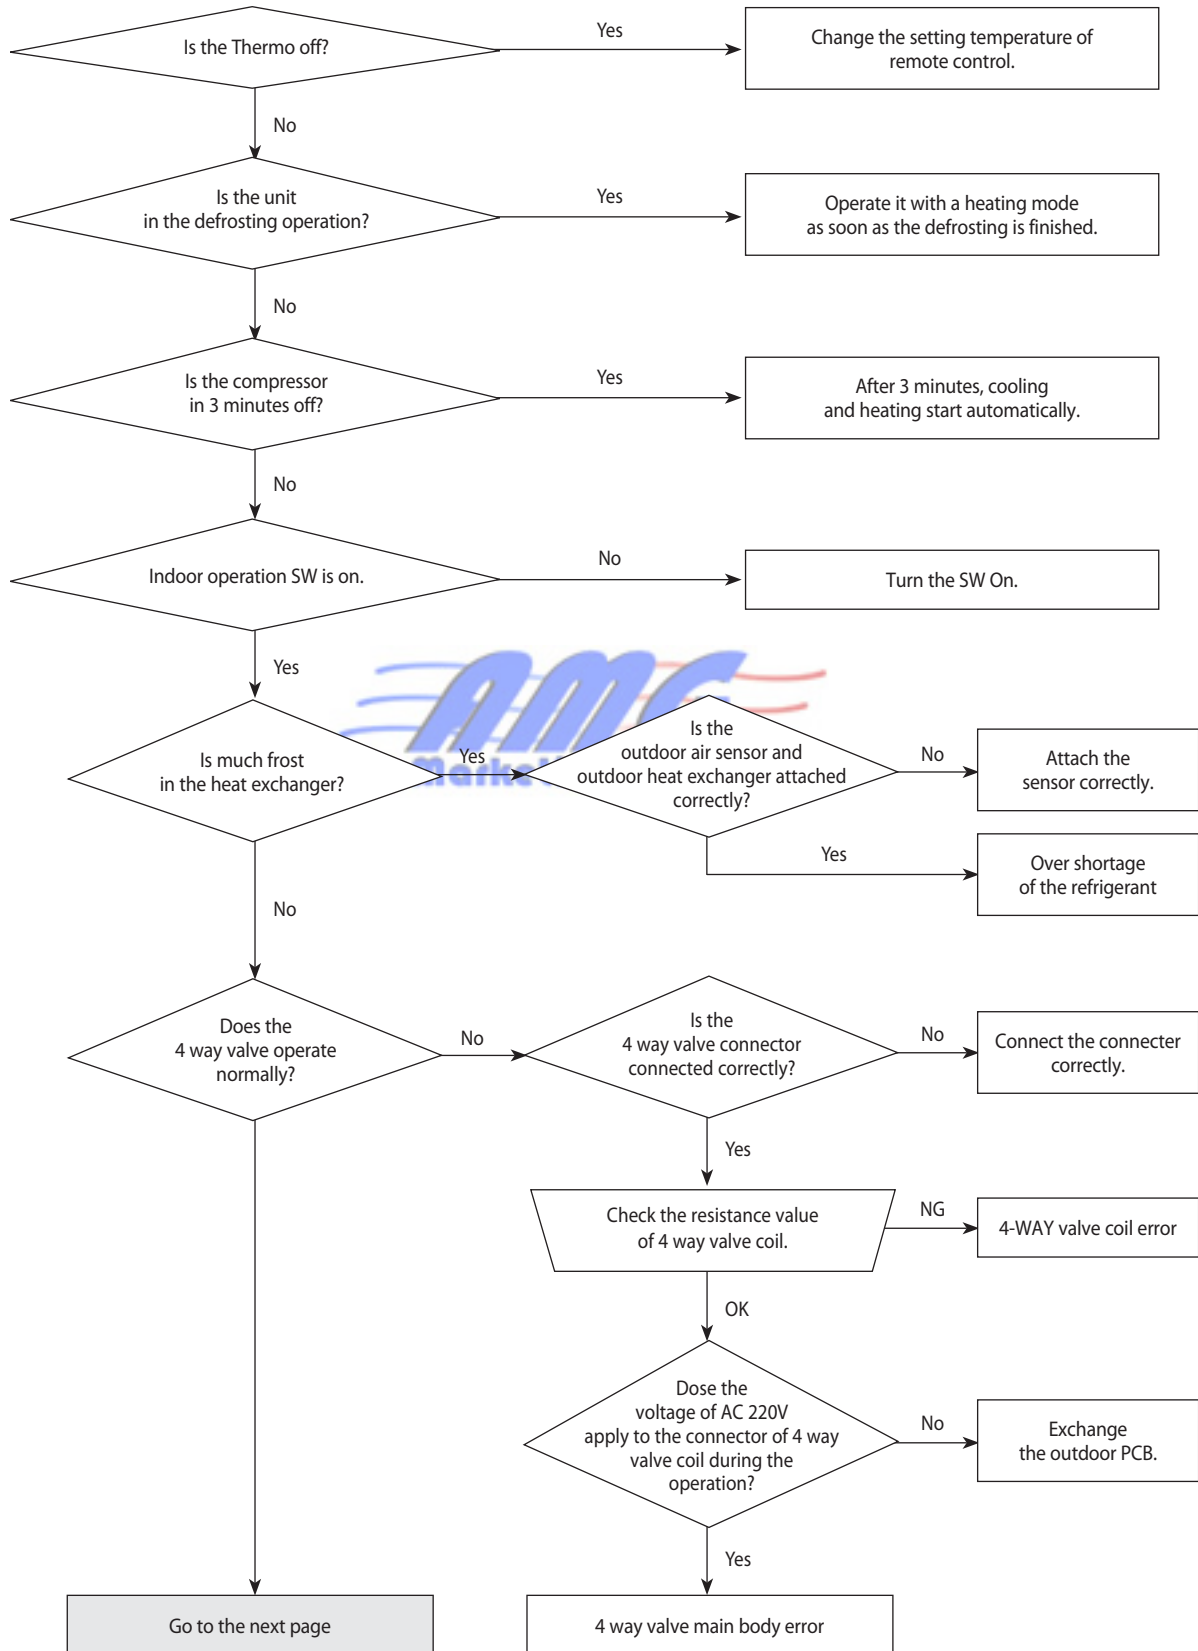 Is the Thermo off?
Yes
Change the setting temperature of
remote control.
No
Is the unit
in the defrosting operation?
Yes
Operate it with a heating mode
as soon as the defrosting is finished.
No
Is the compressor
in 3 minutes off?
Yes
After 3 minutes, cooling
and heating start automatically.
No
Indoor operation SW is on.
No
Turn the SW On.
Yes
AMC
Marke
Is much frost
in the heat exchanger?
Yes
Is the
outdoor air sensor and
outdoor heat exchanger attached
correctly?
No
Attach the
sensor correctly.
Yes
Over shortage
of the refrigerant
No
Does the
4 way valve operate
normally?
No
Is the
4 way valve connector
connected correctly?
No
Connect the connecter
correctly.
Yes
Check the resistance value
of 4 way valve coil.
NG
4-WAY valve coil error
OK
Dose the
voltage of AC 220V
apply to the connector of 4 way
valve coil during the
operation?
No
Exchange
the outdoor PCB.
Yes
Go to the next page
4 way valve main body error